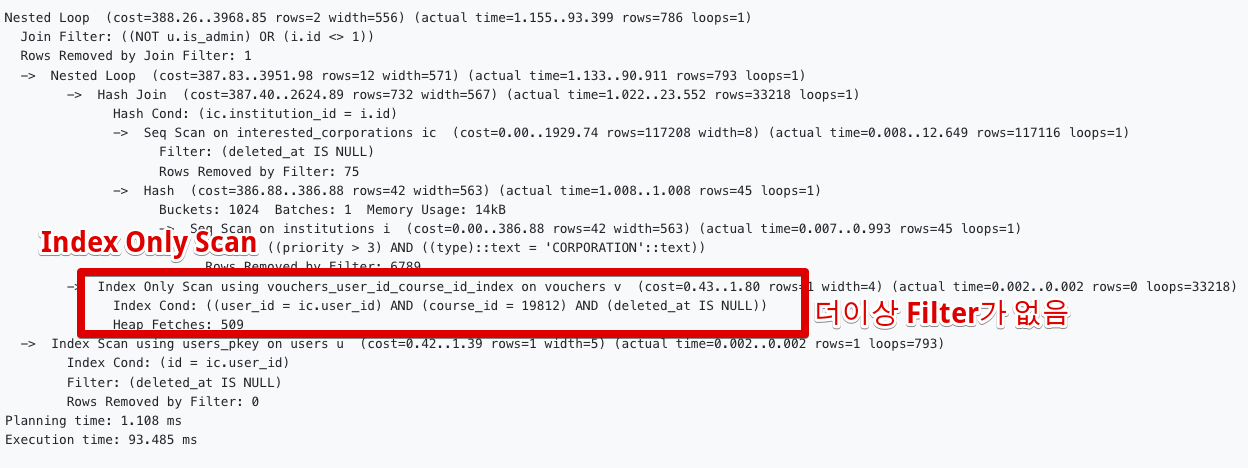 Nested Loop  (cost=388.26..3968.85 rows=2 width=556) (actual time=1.155..93.399 rows=786 loops=1)
Join Filter: ((NOT u.is_admin) OR (i.id <> 1))
Rows Removed by Join Filter: 1
->  Nested Loop  (cost=387.83..3951.98 rows=12 width=571) (actual time=1.133..90.911 rows=793 loops=1)
->  Hash Join  (cost=387.40..2624.89 rows=732 width=567) (actual time=1.022..23.552 rows=33218 loops=1)
Hash Cond: (ic.institution_id = i.id)
->  Seq Scan on interested_corporations ic  (cost=0.00..1929.74 rows=117208 width=8) (actual time=0.008..12.649 rows=117116 loops=1)
Filter: (deleted_at IS NULL)
Rows Removed by Filter: 75
->  Hash  (cost=386.88..386.88 rows=42 width=563) (actual time=1.008..1.008 rows=45 loops=1)
Buckets: 1024  Batches: 1  Memory Usage: 14kB
->  Seq Scan on institutions i  (cost=0.00..386.88 rows=42 width=563) (actual time=0.007..0.993 rows=45 loops=1)
Index Only Scan
((priority > 3) AND ((type)::text = 'CORPORATION'::text))
Rows Removed by Filter: 6789
->  Index Only Scan using vouchers_user_id_course_id_index on vouchers v  (cost=0.43..1.80 rows=1 width=4) (actual time=0.002..0.002 rows=0 loops=33218)
Index Cond: ((user_id = ic.user_id) AND (course_id = 19812) AND (deleted_at IS NULL))
더이상 Filter가 없음
Heap Fetches: 509
->  Index Scan using users_pkey on users u  (cost=0.42..1.39 rows=1 width=5) (actual time=0.002..0.002 rows=1 loops=793)
Index Cond: (id = ic.user_id)
Filter: (deleted_at IS NULL)
Rows Removed by Filter: 0
Planning time: 1.108 ms
Execution time: 93.485 ms